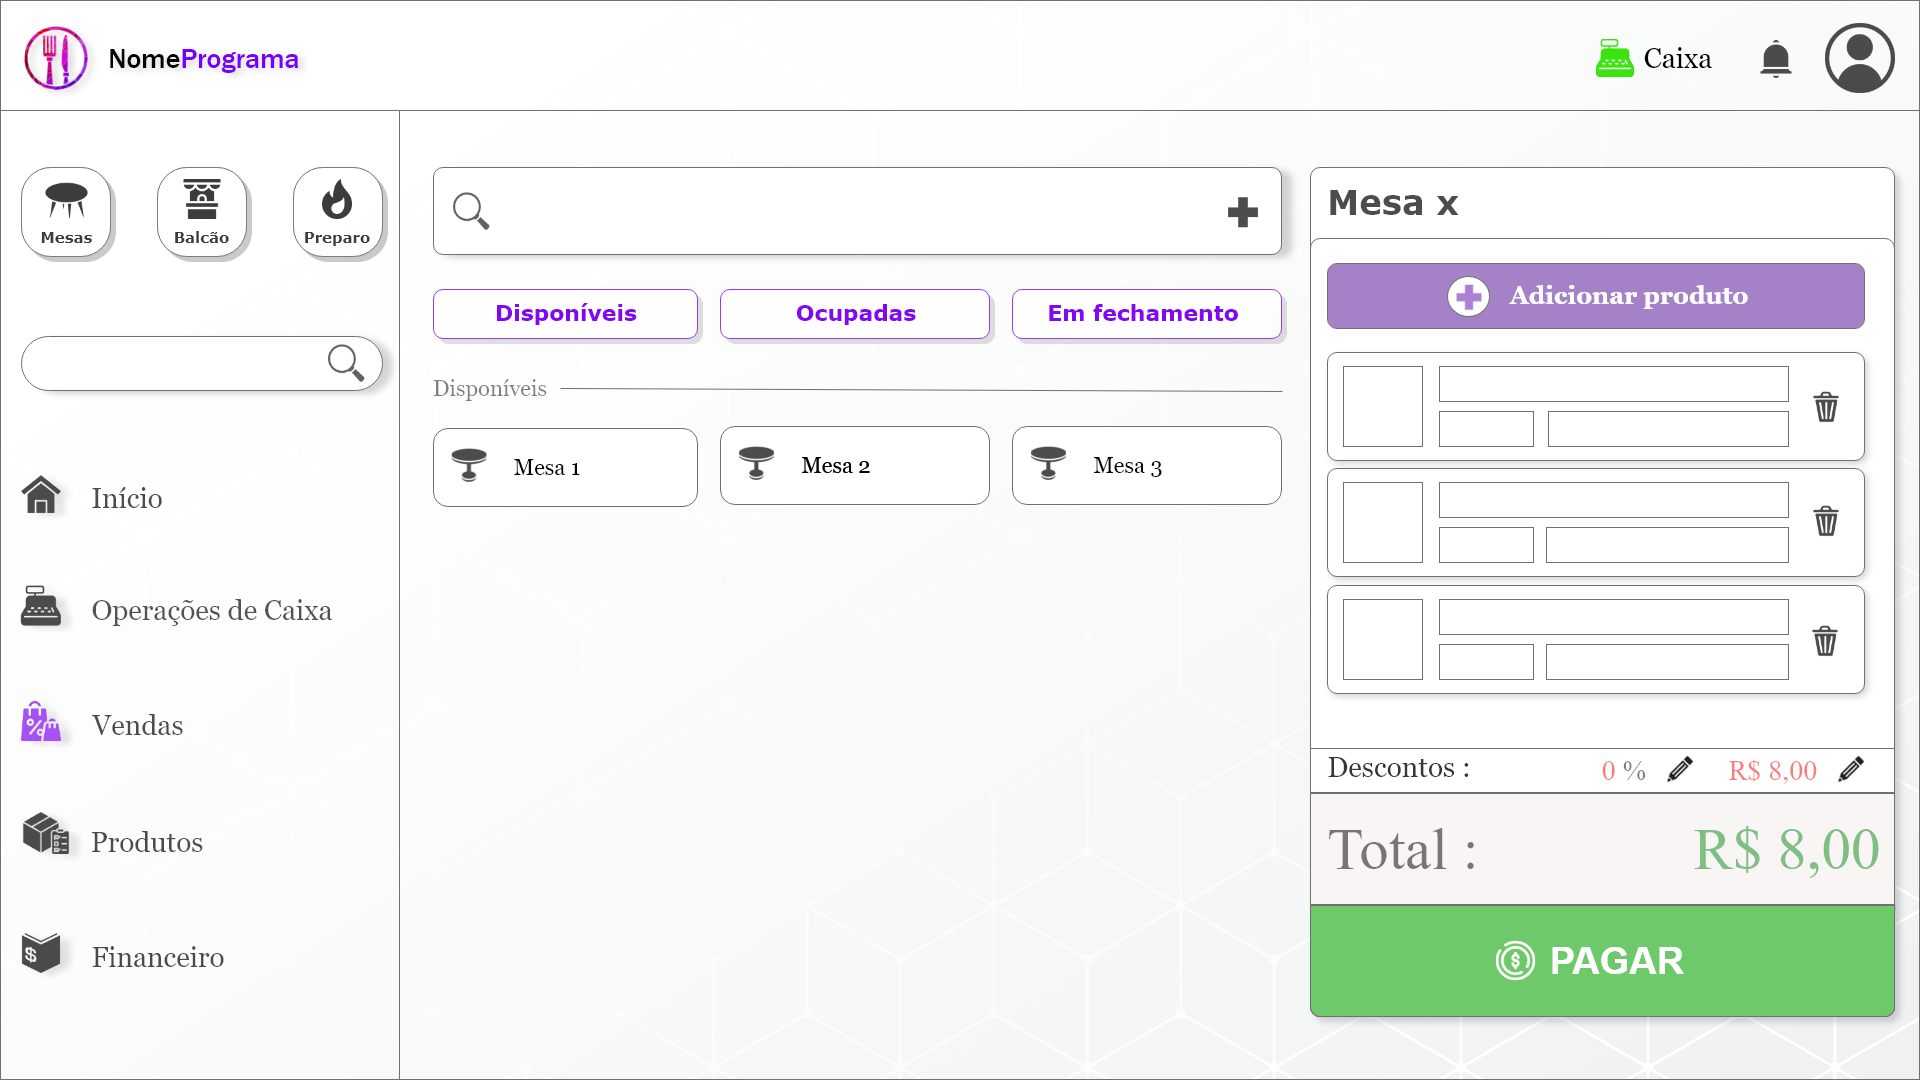 NomePrograma
Caixa
Mesas
Balcão
Preparo
Início
Operações de Caixa
Vendas
Produtos
$
Financeiro
Disponíveis
Ocupadas
Em fechamento
Disponíveis
Mesa 1
Mesa 2
Mesa 3
Mesa x
Adicionar produto
Descontos : 0 % R$ 8,00
Total : R$ 8,00
$ PAGAR